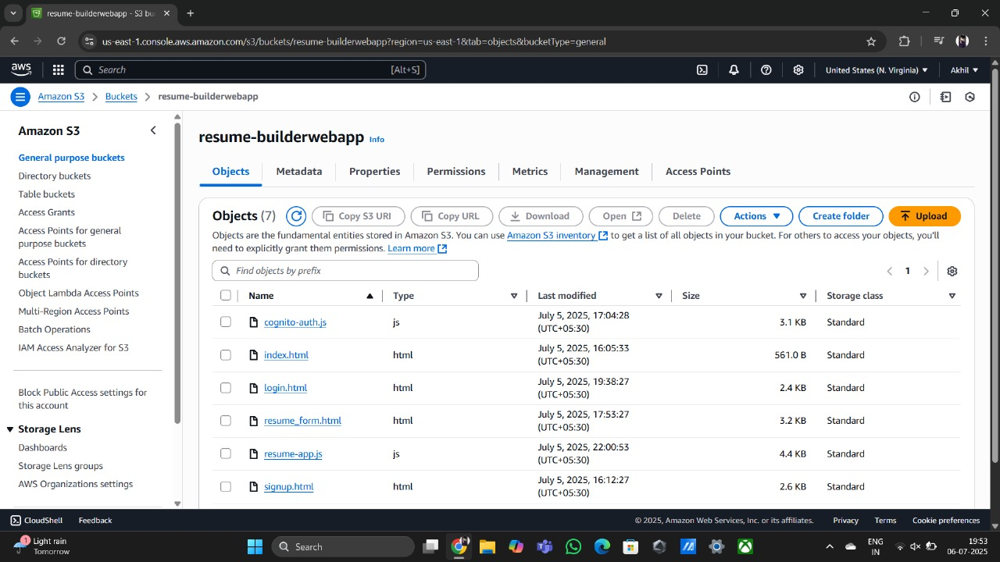 resume-builderwebapp - S3 bu
us-east-1.console.aws.amazon.com/s3/buckets/resume-builderwebapp?region=us-east-1&tab=objects&bucketType=general
aws
Search [Alt+S]
United States (N. Virginia)
Akhil
Amazon S3
Buckets
resume-builderwebapp
Amazon S3
General purpose buckets
Directory buckets
Table buckets
Access Grants
Access Points for general
purpose buckets
Access Points for directory
buckets
Object Lambda Access Points
Multi-Region Access Points
Batch Operations
IAM Access Analyzer for S3
Block Public Access settings for
this account
Storage Lens
Dashboards
Storage Lens groups
AWS Organizations settings
resume-builderwebapp Info
Objects Metadata Properties Permissions Metrics Management Access Points
Objects (7) Copy S3 URI Copy URL Download Open Delete Actions Create folder Upload
Objects are the fundamental entities stored in Amazon S3. You can use Amazon S3 inventory to get a list of all objects in your bucket. For others to access your objects, you'll
need to explicitly grant them permissions. Learn more
Find objects by prefix
1
Name Type Last modified Size Storage class
cognito-auth.js js July 5, 2025, 17:04:28 (UTC+05:30) 3.1 KB Standard
index.html html July 5, 2025, 16:05:33 (UTC+05:30) 561.0 B Standard
login.html html July 5, 2025, 19:38:27 (UTC+05:30) 2.4 KB Standard
resume_form.html html July 5, 2025, 17:53:27 (UTC+05:30) 3.2 KB Standard
resume-app.js js July 5, 2025, 22:00:53 (UTC+05:30) 4.4 KB Standard
signup.html html July 5, 2025, 16:12:27 (UTC+05:30) 2.6 KB Standard
CloudShell Feedback
© 2025, Amazon Web Services, Inc. or its affiliates. Privacy Terms Cookie preferences
1
Light rain
Tomorrow
Search
ENG
IN
19:53
06-07-2025